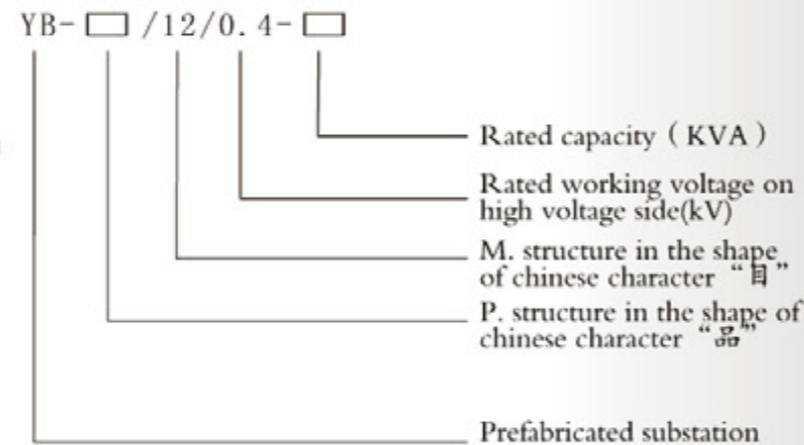 YB-□/12/0.4-□
Rated capacity（KVA）
Rated working voltage on
high voltage side(kV)
M. structure in the shape
of chinese character “目”
P. structure in the shape of
chinese character “品”
Prefabricated substation